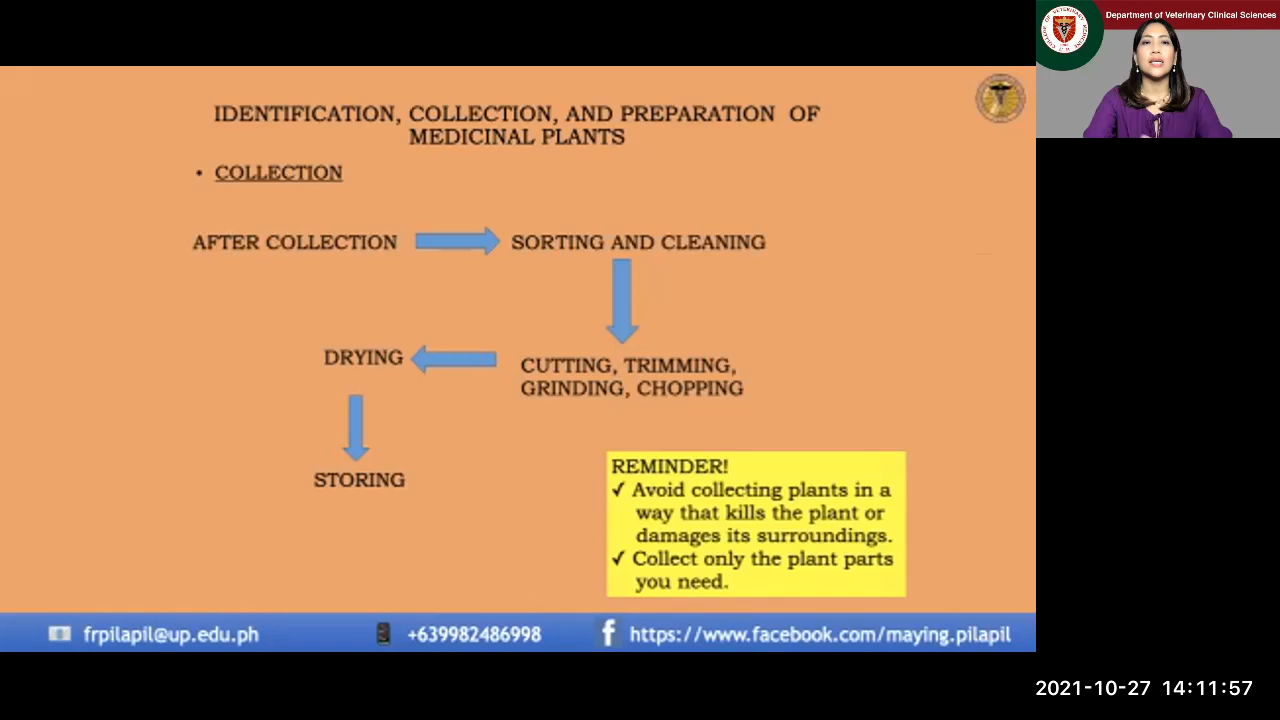 Department of Veterinary Clinical Sciences
IDENTIFICATION, COLLECTION, AND PREPARATION OF
MEDICINAL PLANTS
• COLLECTION
AFTER COLLECTION
SORTING AND CLEANING
CUTTING, TRIMMING,
GRINDING, CHOPPING
DRYING
STORING
REMINDER!
✓ Avoid collecting plants in a
way that kills the plant or
damages its surroundings.
✓ Collect only the plant parts
you need.
frpilapil@up.edu.ph
+639982486998
f https://www.facebook.com/maying.pilapil
2021-10-27 14:11:57